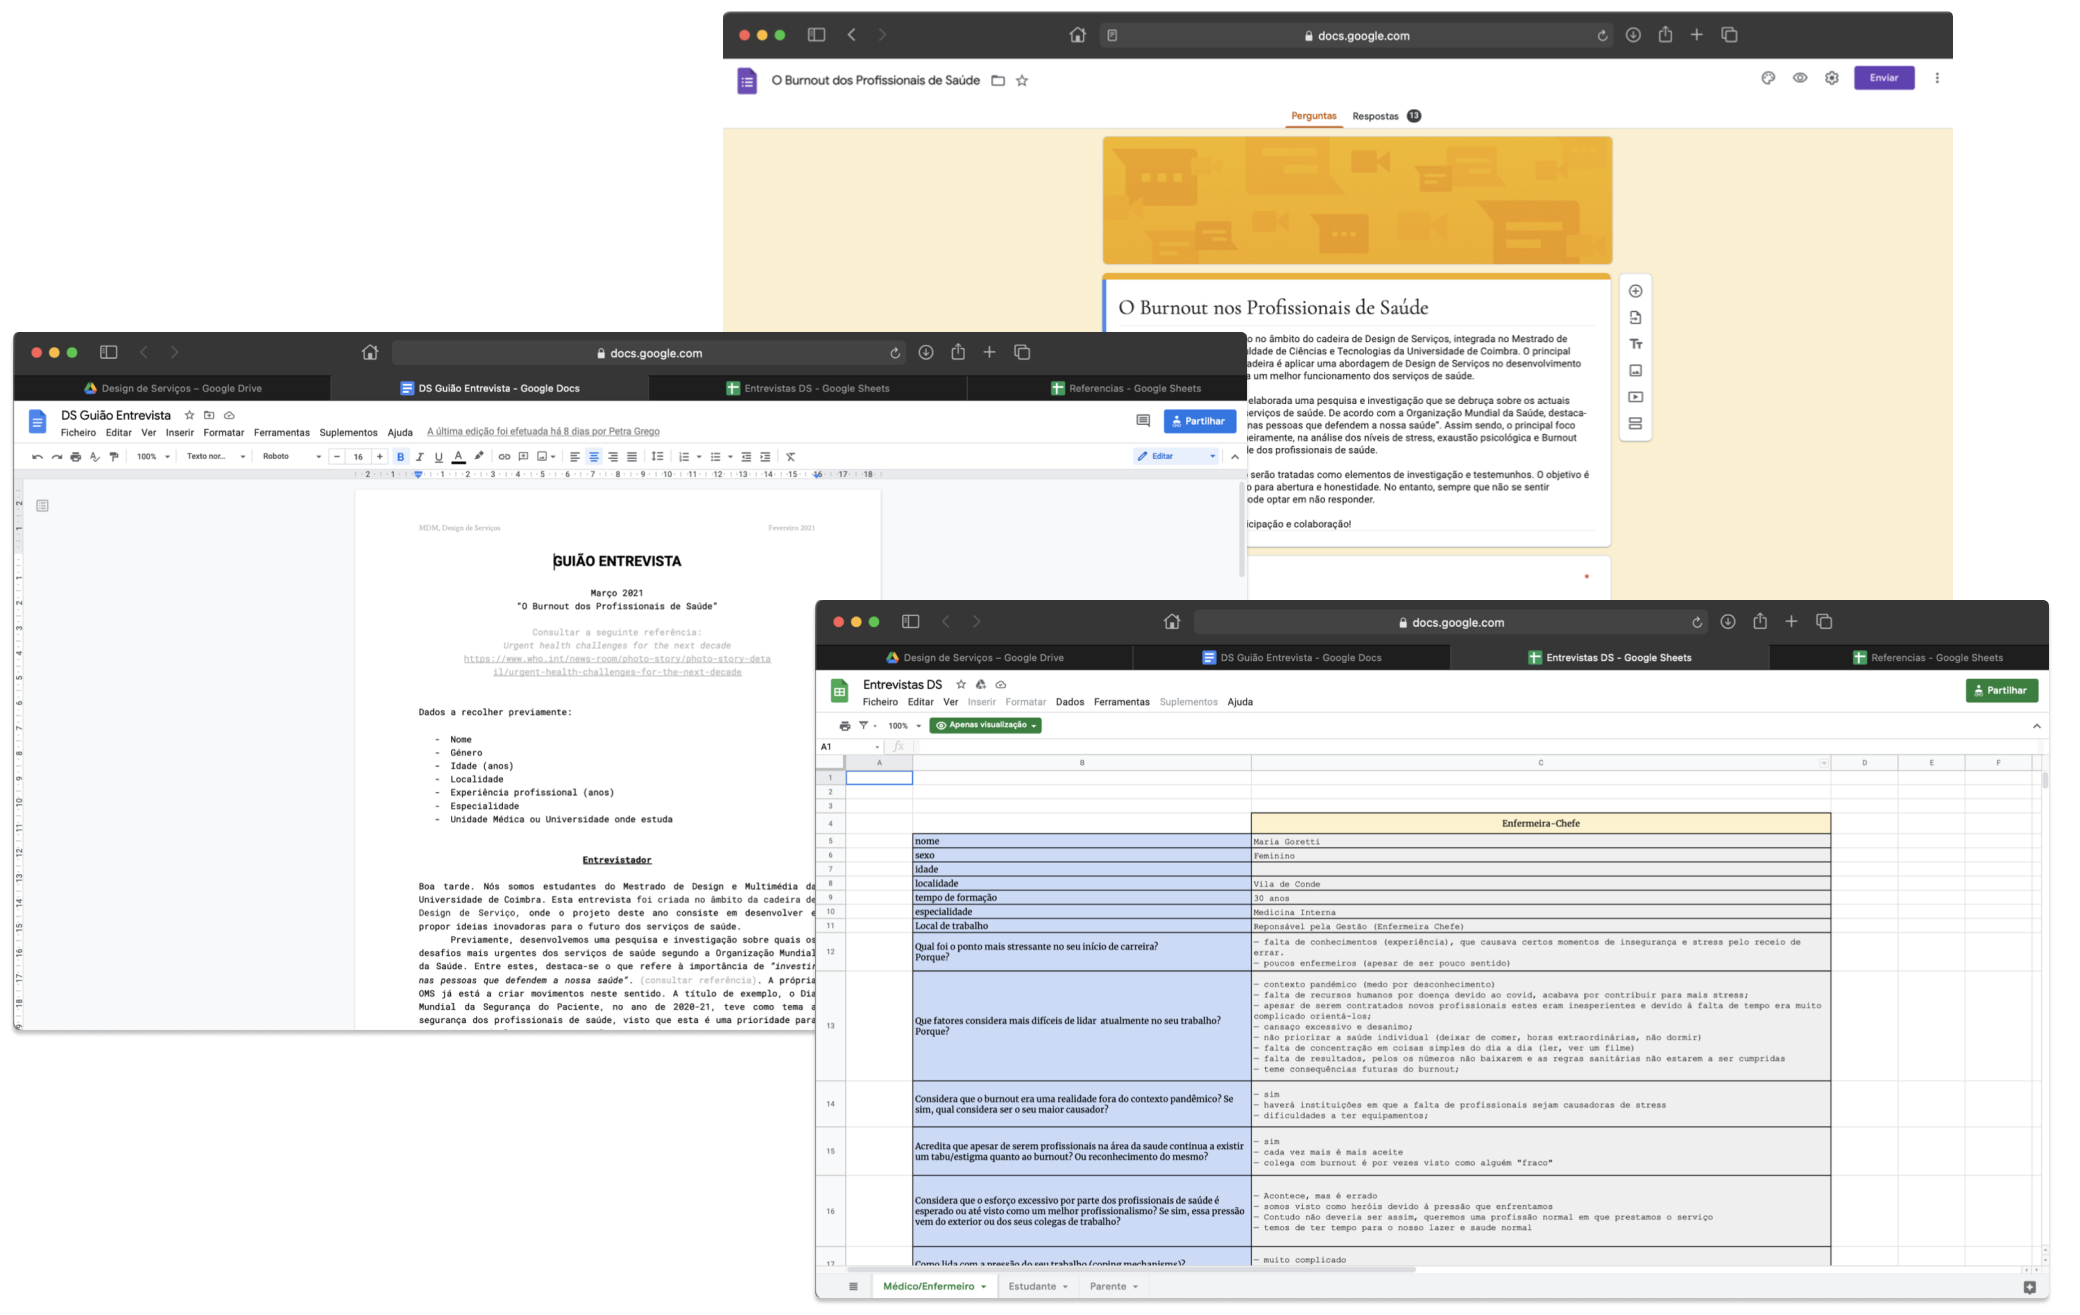 docs.google.com
O Burnout dos Profissionais de Saúde
Enviar
Perguntas Respostas 13
O Burnout nos Profissionais de Saúde
o no âmbito do cadeira de Design de Serviços, integrada no Mestrado de
uldade de Ciências e Tecnologias da Universidade de Coimbra. O principal
adeira é aplicar uma abordagem de Design de Serviços no desenvolvimento
a um melhor funcionamento dos serviços de saúde.
elaborada uma pesquisa e investigação que se debruça sobre os actuais
erviços de saúde. De acordo com a Organização Mundial da Saúde, destaca-
nas pessoas que defendem a nossa saúde”. Assim sendo, o principal foco
eiramente, na análise dos níveis de stress, exaustão psicológica e Burnout
e dos profissionais de saúde.
serão tratadas como elementos de investigação e testemunhos. O objetivo é
o para abertura e honestidade. No entanto, sempre que não se sentir
ode optar em não responder.
icipação e colaboração!
*
docs.google.com
Design de Serviços – Google Drive
DS Guião Entrevista - Google Docs
Entrevistas DS - Google Sheets
Referencias - Google Sheets
DS Guião Entrevista
Partilhar
Ficheiro Editar Ver Inserir Formatar Ferramentas Suplementos Ajuda A última edição foi efetuada há 8 dias por Petra Grego
100% Texto nor... Roboto − 16 + B I U A Editar
2 1 1 2 3 4 5 6 7 8 9 10 11 12 13 14 15 16 17 18
MDM, Design de Serviços Fevereiro 2021
GUIÃO ENTREVISTA
Março 2021
“O Burnout dos Profissionais de Saúde”
Consultar a seguinte referência:
Urgent health challenges for the next decade
https://www.who.int/news-room/photo-story/photo-story-deta
il/urgent-health-challenges-for-the-next-decade
Dados a recolher previamente:
- Nome
- Género
- Idade (anos)
- Localidade
- Experiência profissional (anos)
- Especialidade
- Unidade Médica ou Universidade onde estuda
Entrevistador
Boa tarde. Nós somos estudantes do Mestrado de Design e Multimédia da
Universidade de Coimbra. Esta entrevista foi criada no âmbito da cadeira de
Design de Serviço, onde o projeto deste ano consiste em desenvolver e
propor ideias inovadoras para o futuro dos serviços de saúde.
Previamente, desenvolvemos uma pesquisa e investigação sobre quais os
desafios mais urgentes dos serviços de saúde segundo a Organização Mundial
da Saúde. Entre estes, destaca-se o que refere à importância de “investir
nas pessoas que defendem a nossa saúde”. (consultar referência). A própria
OMS já está a criar movimentos neste sentido. A título de exemplo, o Dia
Mundial da Segurança do Paciente, no ano de 2020-21, teve como tema a
segurança dos profissionais de saúde, visto que esta é uma prioridade para
docs.google.com
Design de Serviços – Google Drive
DS Guião Entrevista - Google Docs
Entrevistas DS - Google Sheets
Referencias - Google Sheets
Entrevistas DS
Partilhar
Ficheiro Editar Ver Inserir Formatar Dados Ferramentas Suplementos Ajuda
100% Apenas visualização
A1 fx
A B C D E F
1
2
3
4 Enfermeira-Chefe
5 nome Maria Goretti
6 sexo Feminino
7 idade
8 localidade Vila de Conde
9 tempo de formação 30 anos
10 especialidade Medicina Interna
11 Local de trabalho Reponsável pela Gestão (Enfermeira Chefe)
12 Qual foi o ponto mais stressante no seu início de carreira?
Porque?
– falta de conhecimentos (experiência), que causava certos momentos de insegurança e stress pelo receio de
errar.
– poucos enfermeiros (apesar de ser pouco sentido)
13 Que fatores considera mais difíceis de lidar atualmente no seu trabalho?
Porque?
– contexto pandémico (medo por desconhecimento)
– falta de recursos humanos por doença devido ao covid, acabava por contribuir para mais stress;
– apesar de serem contratados novos profissionais estes eram inesperientes e devido à falta de tempo era muito
complicado orientá-los;
– cansaço excessivo e desanimo;
– não priorizar a saúde individual (deixar de comer, horas extraordinárias, não dormir)
– falta de concentração em coisas simples do dia a dia (ler, ver um filme)
– falta de resultados, pelos os números não baixarem e as regras sanitárias não estarem a ser cumpridas
– teme consequências futuras do burnout;
14 Considera que o burnout era uma realidade fora do contexto pandêmico? Se
sim, qual considera ser o seu maior causador?
– sim
– haverá instituições em que a falta de profissionais sejam causadoras de stress
– dificuldades a ter equipamentos;
15 Acredita que apesar de serem profissionais na área da saude continua a existir
um tabu/estigma quanto ao burnout? Ou reconhecimento do mesmo?
– sim
– cada vez mais é mais aceite
– colega com burnout é por vezes visto como alguém "fraco"
16 Considera que o esforço excessivo por parte dos profissionais de saúde é
esperado ou até visto como um melhor profissionalismo? Se sim, essa pressão
vem do exterior ou dos seus colegas de trabalho?
– Acontece, mas é errado
– somos visto como heróis devido à pressão que enfrentamos
– Contudo não deveria ser assim, queremos uma profissão normal em que prestamos o serviço
– temos de ter tempo para o nosso lazer e saude normal
17 Como lida com a pressão do seu trabalho (coping mechanisms)?
– muito complicado
Médico/Enfermeiro Estudante Parente